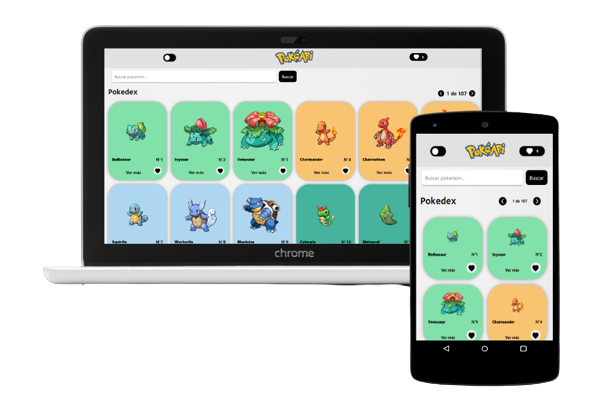 PokéApi
Buscar pokemon...
Buscar
Pokedex
1 de 107
Bulbasaur N°1
Ivysaur N°2
Venusaur N°3
Charmander N°4
Charmeleon
Ver más
Ver más
Ver más
Ver más
Ver más
Squirtle N°7
Wartortle N°8
Blastoise N°9
Caterpie N°10
Metapod
chrome
PokéApi
Buscar pokemon...
Buscar
Pokedex
1 de 107
Bulbasaur N°1
Ivysaur N°2
Ver más
Ver más
Venusaur N°3
Charmander N°4
Ver más
Ver más